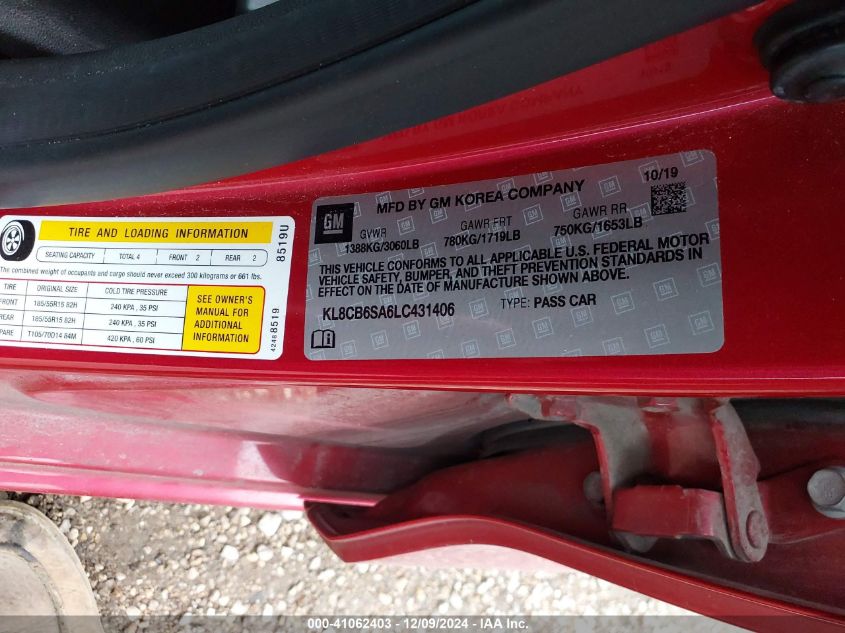 TIRE AND LOADING INFORMATION
SEATING CAPACITY TOTAL 4 FRONT 2 REAR 2
The combined weight of occupants and cargo should never exceed 300 kilograms or 661 lbs.
TIRE ORIGINAL SIZE COLD TIRE PRESSURE
FRONT 185/55R15 82H 240 KPA, 35 PSI
REAR 185/55R15 82H 240 KPA, 35 PSI
SPARE T105/70D14 84M 420 KPA, 60 PSI
SEE OWNER'S
MANUAL FOR
ADDITIONAL
INFORMATION
8519U
42488519
GM
10/19
MFD BY GM KOREA COMPANY
GVWR GAWR FRT GAWR RR
1388KG/3060LB 780KG/1719LB 750KG/1653LB
THIS VEHICLE CONFORMS TO ALL APPLICABLE U.S. FEDERAL MOTOR
VEHICLE SAFETY, BUMPER, AND THEFT PREVENTION STANDARDS IN
EFFECT ON THE DATE OF MANUFACTURE SHOWN ABOVE.
KL8CB6SA6LC431406 TYPE: PASS CAR
000-41062403 - 12/09/2024 - IAA Inc.